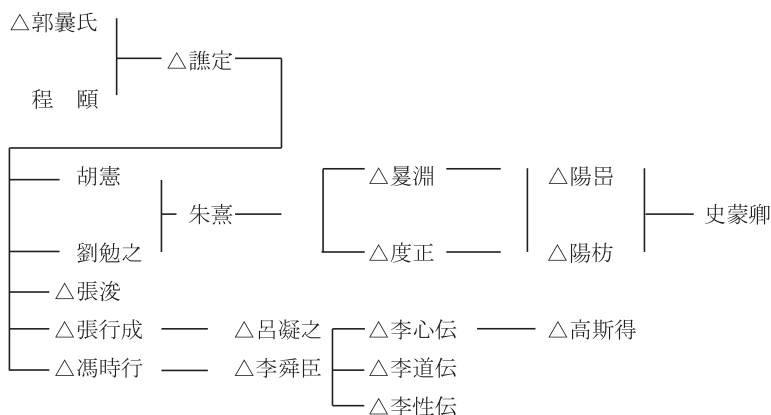 △郭曩氏
△譙定
程　頤
胡憲
△㬊淵
△陽岊
朱熹
史蒙卿
劉勉之
△度正
△陽枋
△張浚
△張行成
△呂凝之
△李心伝
△高斯得
△馮時行
△李舜臣
△李道伝
△李性伝